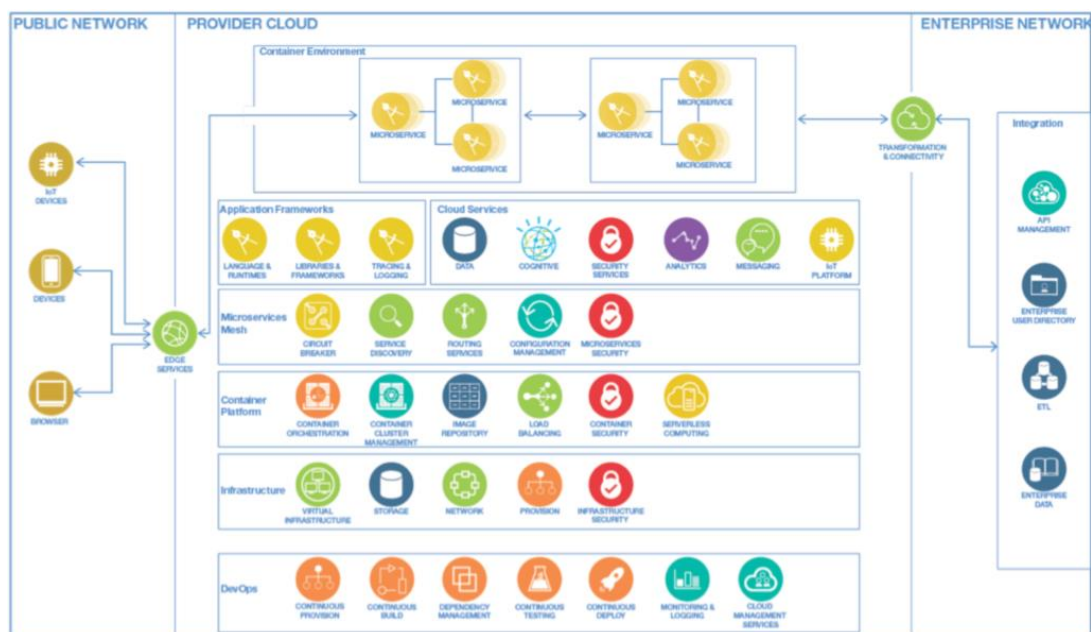 PUBLIC NETWORK
PROVIDER CLOUD
ENTERPRISE NETWORK
Container Environment
MICROSERVICE
MICROSERVICE
MICROSERVICE
MICROSERVICE
MICROSERVICE
MICROSERVICE
TRANSFORMATION
& CONNECTIVITY
Integration
API
MANAGEMENT
ENTERPRISE
USER DIRECTORY
ETL
ENTERPRISE
DATA
IoT
DEVICES
DEVICES
BROWSER
EDGE
SERVICES
Application Frameworks
LANGUAGE &
RUNTIMES
LIBRARIES &
FRAMEWORKS
TRACING &
LOGGING
Cloud Services
DATA
COGNITIVE
SECURITY
SERVICES
ANALYTICS
MESSAGING
IoT
PLATFORM
Microservices
Mesh
CIRCUIT
BREAKER
SERVICE
DISCOVERY
ROUTING
SERVICES
CONFIGURATION
MANAGEMENT
MICROSERVICES
SECURITY
Container
Platform
CONTAINER
ORCHESTRATION
CONTAINER
CLUSTER
MANAGEMENT
IMAGE
REPOSITORY
LOAD
BALANCING
CONTAINER
SECURITY
SERVERLESS
COMPUTING
Infrastructure
VIRTUAL
INFRASTRUCTURE
STORAGE
NETWORK
PROVISION
INFRASTRUCTURE
SECURITY
DevOps
CONTINUOUS
PROVISION
CONTINUOUS
BUILD
DEPENDENCY
MANAGEMENT
CONTINUOUS
TESTING
CONTINUOUS
DEPLOY
MONITORING &
LOGGING
CLOUD
MANAGEMENT
SERVICES